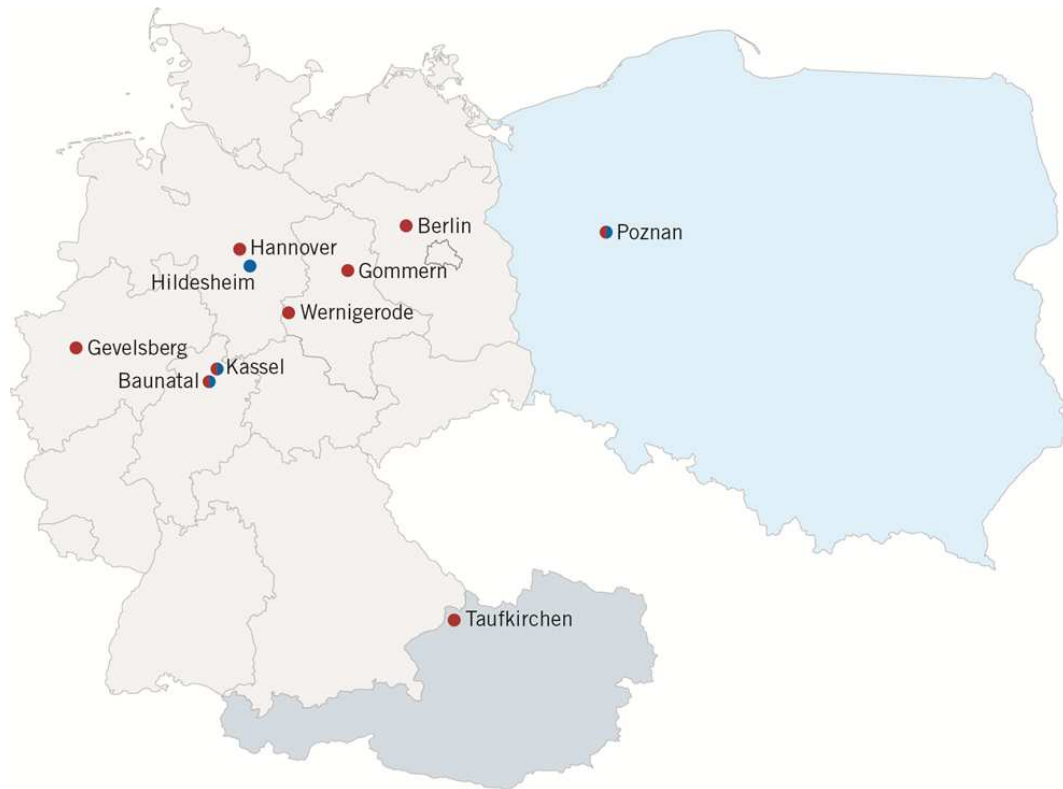 Berlin
Poznan
Hannover
Hildesheim
Gommern
Wernigerode
Gevelsberg
Kassel
Baunatal
Taufkirchen